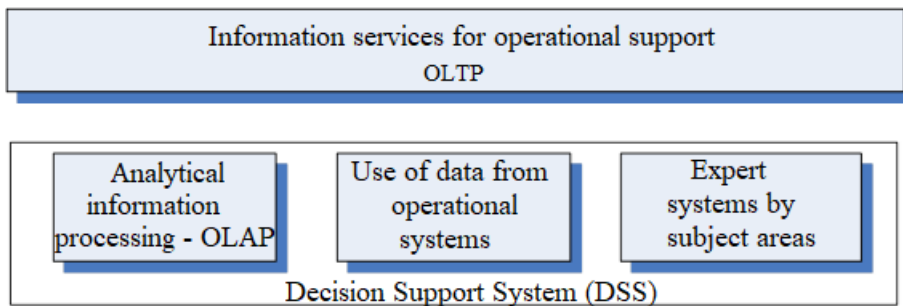 Information services for operational support
OLTP
Analytical
information
processing - OLAP
Use of data from
operational
systems
Expert
systems by
subject areas
Decision Support System (DSS)